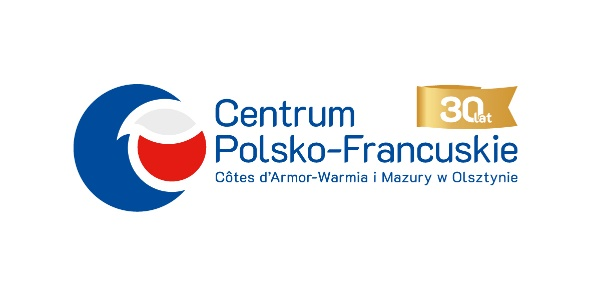 Centrum
30 lat
Polsko-Francuskie
Côtes d'Armor-Warmia i Mazury w Olsztynie